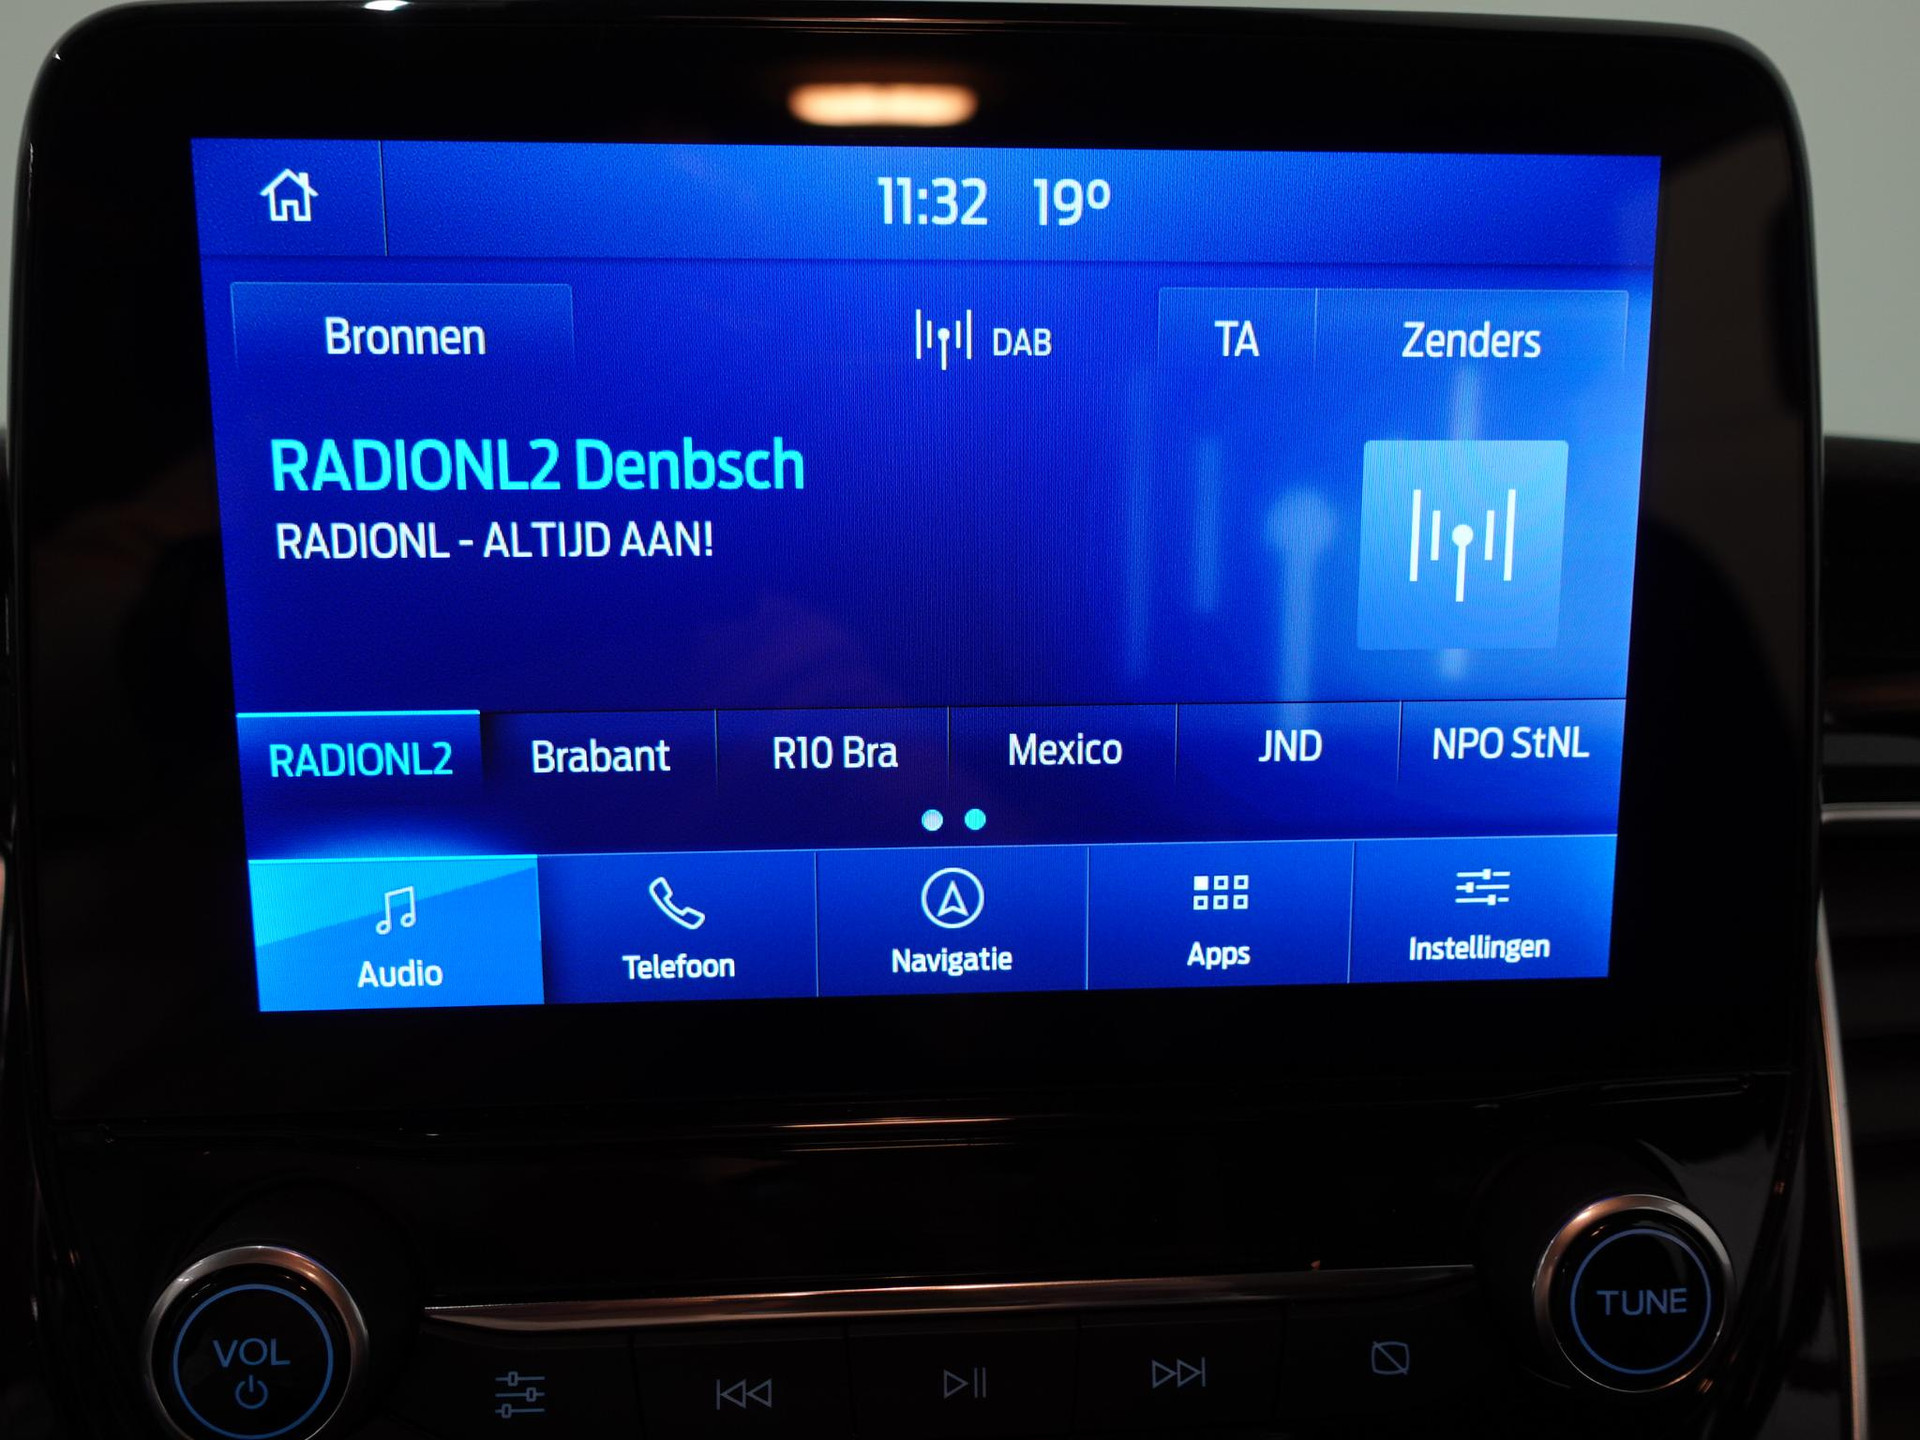 11:32 19º
Bronnen DAB TA Zenders
RADIONL2 Denbsch
RADIONL - ALTIJD AAN!
RADIONL2 Brabant R10 Bra Mexico JND NPO StNL
Audio Telefoon Navigatie Apps Instellingen
VOL TUNE